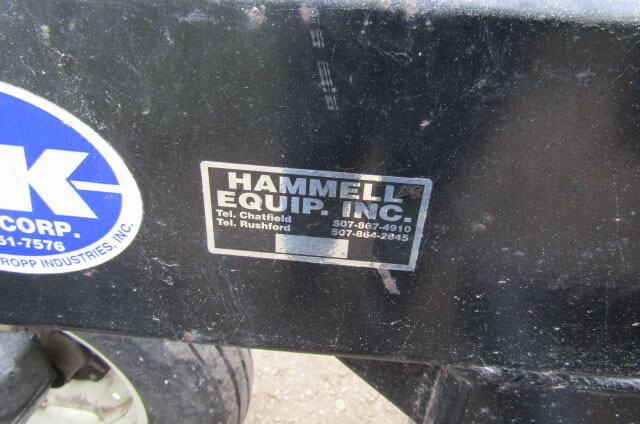 K
CORP.
61-7576
ROPP INDUSTRIES, INC.
HAMMELL
EQUIP. INC.
Tel. Chatfield 507-867-4910
Tel. Rushford 507-864-2845